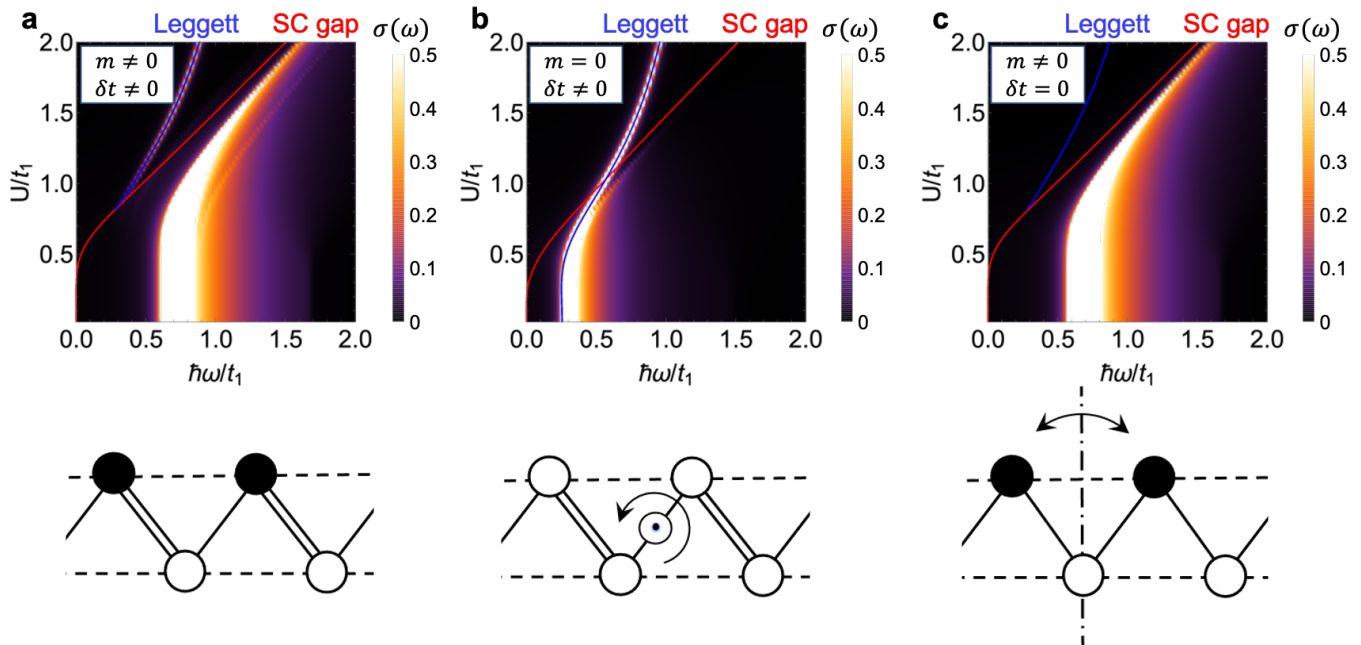 a Leggett SC gap σ(ω)
m ≠ 0
δt ≠ 0
2.0
1.5
1.0
0.5
U/t₁
0.0 0.5 1.0 1.5 2.0
ħω/t₁
0.5
0.4
0.3
0.2
0.1
0
b Leggett SC gap σ(ω)
m = 0
δt ≠ 0
2.0
1.5
1.0
0.5
U/t₁
0.0 0.5 1.0 1.5 2.0
ħω/t₁
0.5
0.4
0.3
0.2
0.1
0
c Leggett SC gap σ(ω)
m ≠ 0
δt = 0
2.0
1.5
1.0
0.5
U/t₁
0.0 0.5 1.0 1.5 2.0
ħω/t₁
0.5
0.4
0.3
0.2
0.1
0